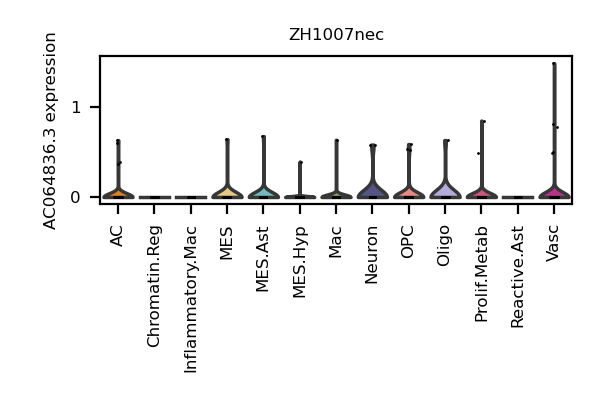 ZH1007nec
AC064836.3 expression
1
0
AC
Chromatin.Reg
Inflammatory.Mac
MES
MES.Ast
MES.Hyp
Mac
Neuron
OPC
Oligo
Prolif.Metab
Reactive.Ast
Vasc